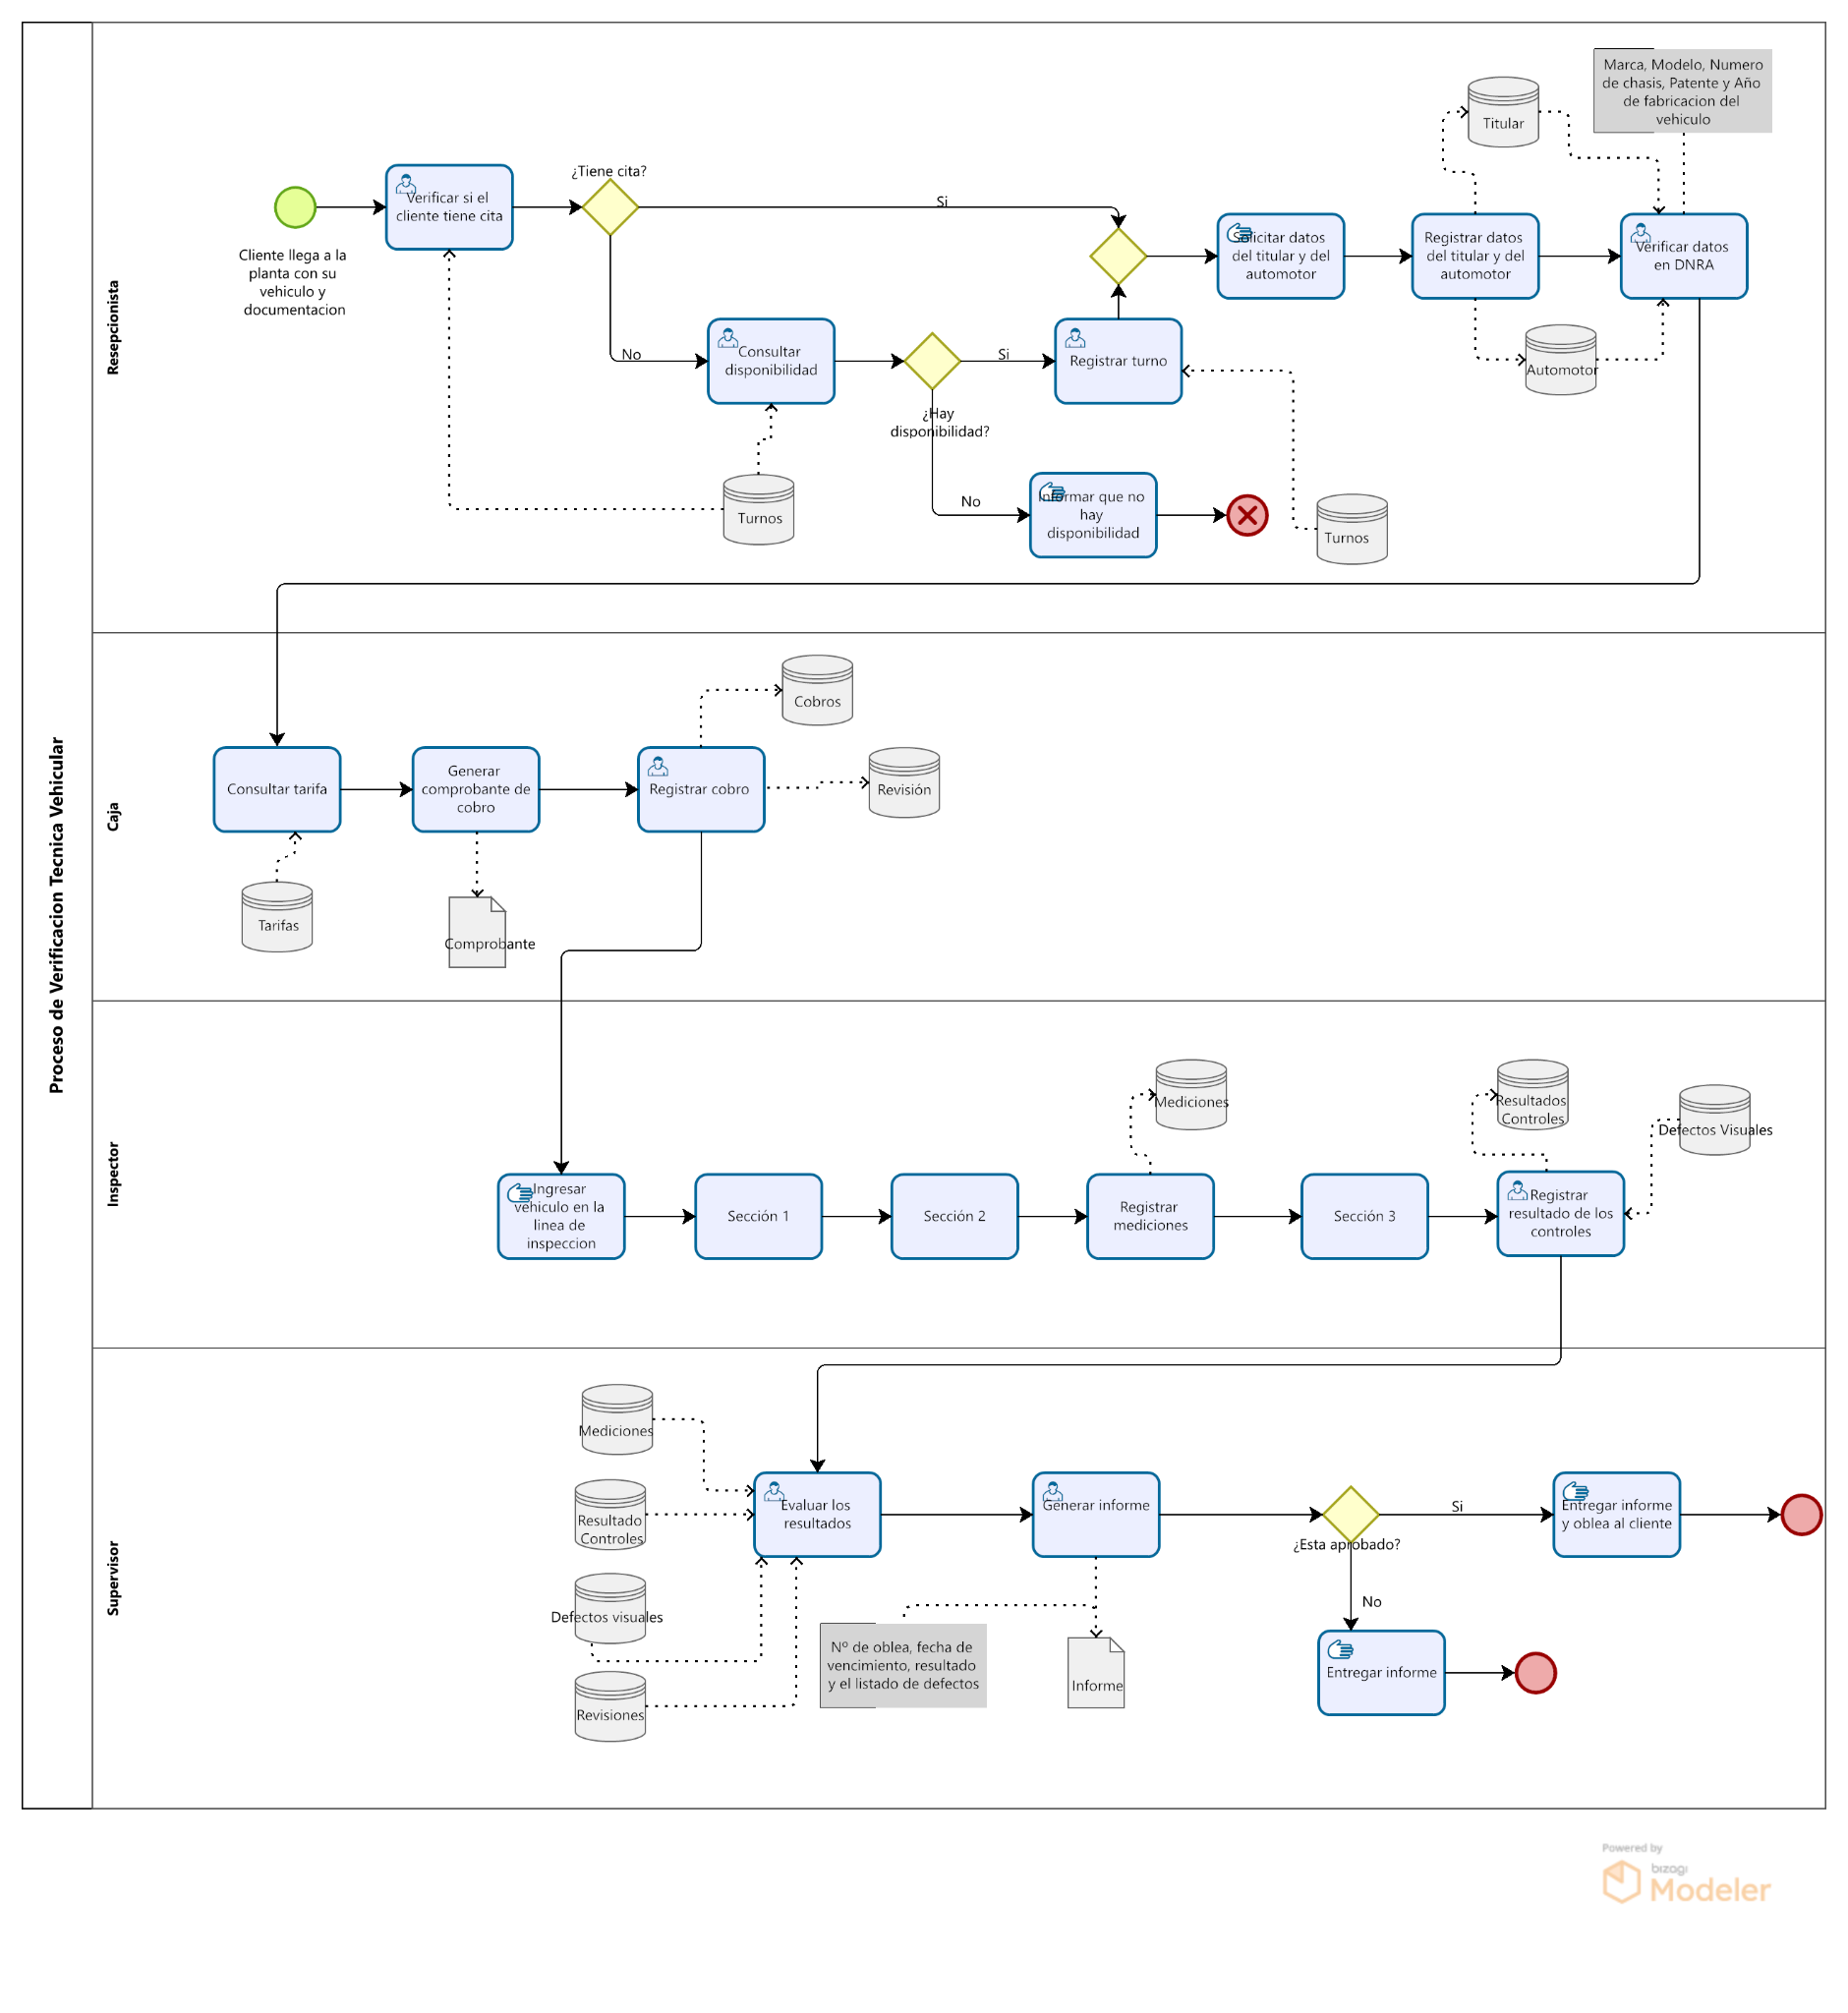 Proceso de Verificacion Tecnica Vehicular
Resepcionista
Cliente llega a la
planta con su
vehiculo y
documentacion
Verificar si el
cliente tiene cita
¿Tiene cita?
Si
No
Consultar
disponibilidad
¿Hay
disponibilidad?
Si
No
Registrar turno
Informar que no
hay
disponibilidad
Turnos
Turnos
Solicitar datos
del titular y del
automotor
Registrar datos
del titular y del
automotor
Titular
Automotor
Verificar datos
en DNRA
Marca, Modelo, Numero
de chasis, Patente y Año
de fabricacion del
vehiculo
Caja
Consultar tarifa
Tarifas
Generar
comprobante de
cobro
Comprobante
Registrar cobro
Cobros
Revisión
Inspector
Ingresar
vehiculo en la
linea de
inspeccion
Sección 1
Sección 2
Registrar
mediciones
Mediciones
Sección 3
Registrar
resultado de los
controles
Resultados
Controles
Defectos Visuales
Supervisor
Mediciones
Resultado
Controles
Defectos visuales
Revisiones
Evaluar los
resultados
Generar informe
Nº de oblea, fecha de
vencimiento, resultado
y el listado de defectos
Informe
¿Esta aprobado?
Si
No
Entregar informe
y oblea al cliente
Entregar informe
Powered by
bizagi
Modeler